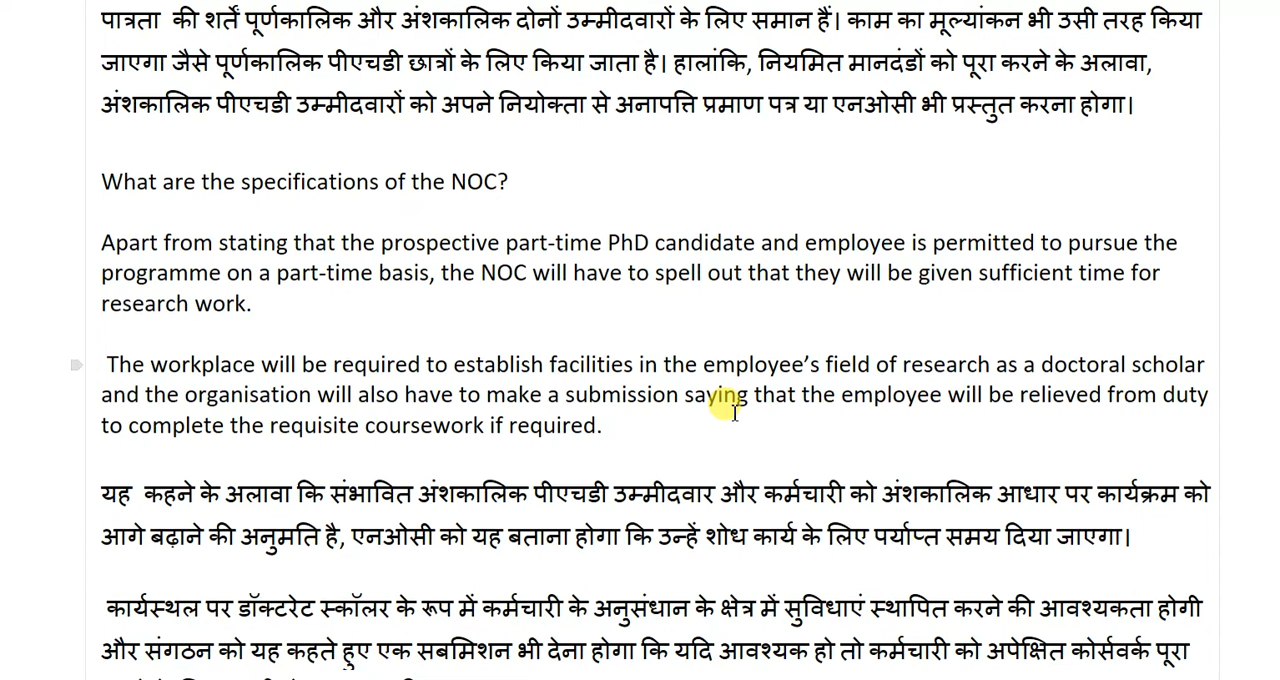 पात्रता की शर्तें पूर्णकालिक और अंशकालिक दोनों उम्मीदवारों के लिए समान हैं। काम का मूल्यांकन भी उसी तरह किया
जाएगा जैसे पूर्णकालिक पीएचडी छात्रों के लिए किया जाता है। हालांकि, नियमित मानदंडों को पूरा करने के अलावा,
अंशकालिक पीएचडी उम्मीदवारों को अपने नियोक्ता से अनापत्ति प्रमाण पत्र या एनओसी भी प्रस्तुत करना होगा।
What are the specifications of the NOC?
Apart from stating that the prospective part-time PhD candidate and employee is permitted to pursue the
programme on a part-time basis, the NOC will have to spell out that they will be given sufficient time for
research work.
The workplace will be required to establish facilities in the employee’s field of research as a doctoral scholar
and the organisation will also have to make a submission saying that the employee will be relieved from duty
to complete the requisite coursework if required.
यह कहने के अलावा कि संभावित अंशकालिक पीएचडी उम्मीदवार और कर्मचारी को अंशकालिक आधार पर कार्यक्रम को
आगे बढ़ाने की अनुमति है, एनओसी को यह बताना होगा कि उन्हें शोध कार्य के लिए पर्याप्त समय दिया जाएगा।
कार्यस्थल पर डॉक्टरेट स्कॉलर के रूप में कर्मचारी के अनुसंधान के क्षेत्र में सुविधाएं स्थापित करने की आवश्यकता होगी
और संगठन को यह कहते हुए एक सबमिशन भी देना होगा कि यदि आवश्यक हो तो कर्मचारी को अपेक्षित कोर्सवर्क पूरा